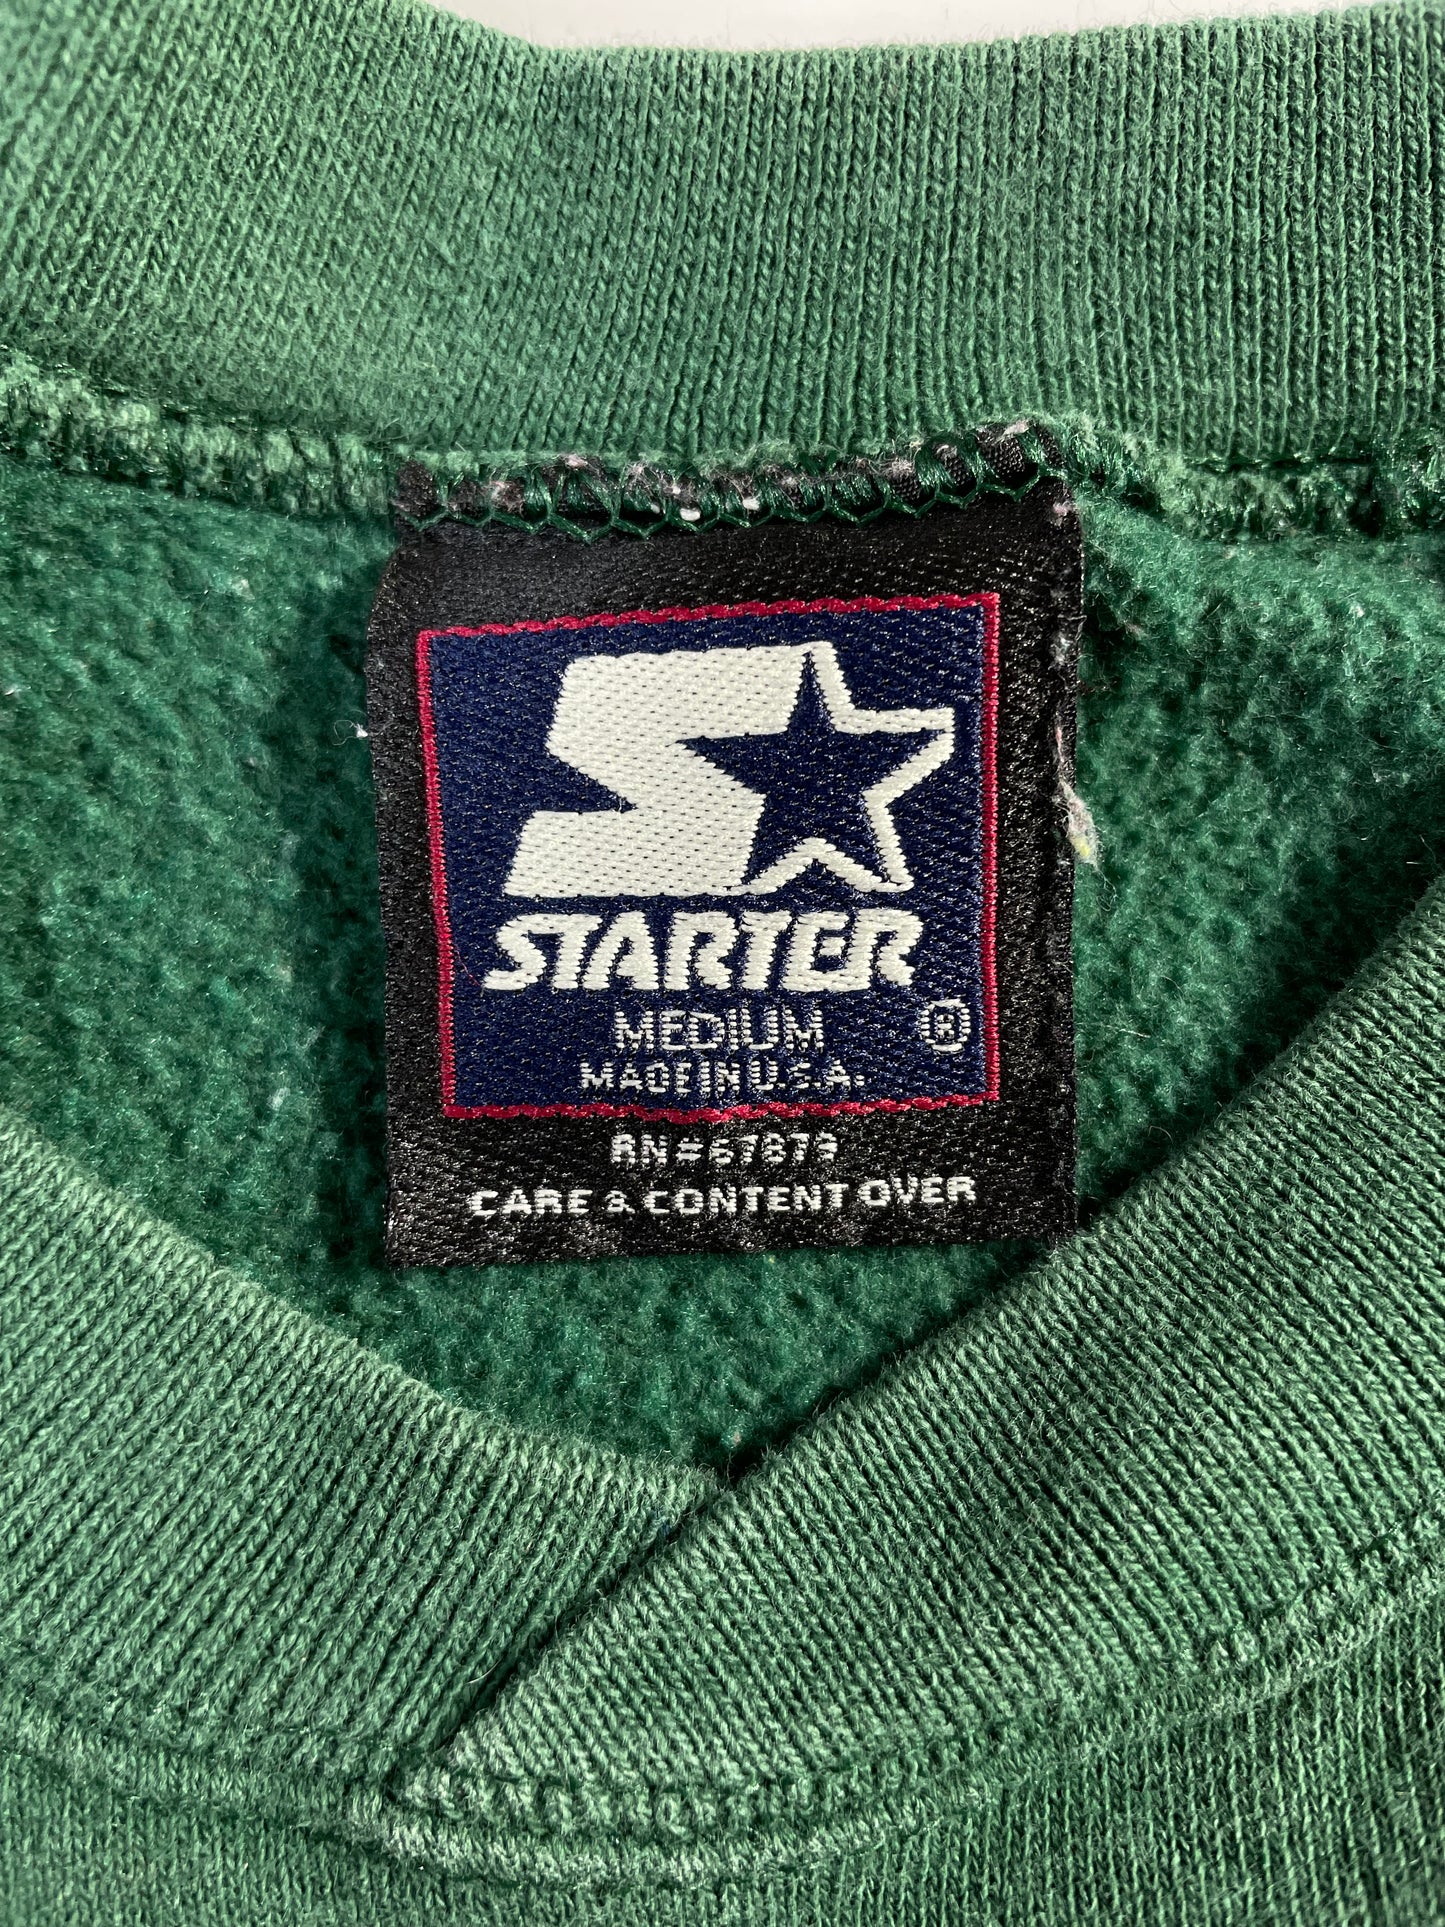 STARTER
MEDIUM ®
MADE IN U.S.A.
RN#67879
CARE & CONTENT OVER